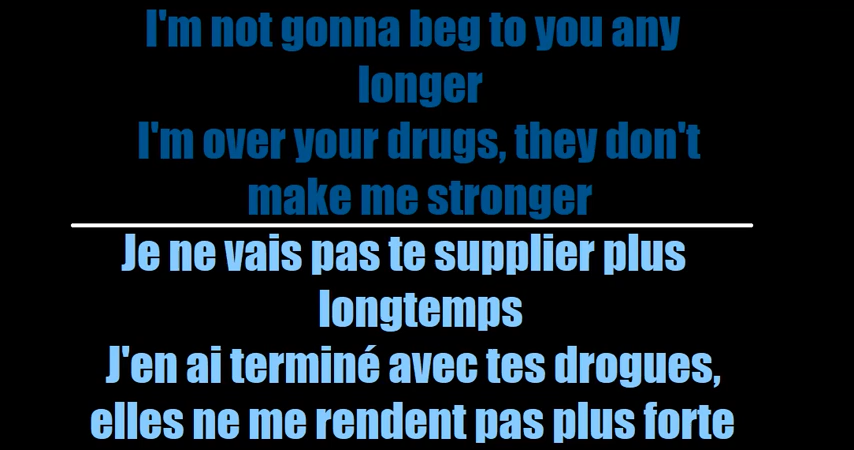 I'm not gonna beg to you any
longer
I'm over your drugs, they don't
make me stronger
Je ne vais pas te supplier plus
longtemps
J'en ai terminé avec tes drogues,
elles ne me rendent pas plus forte